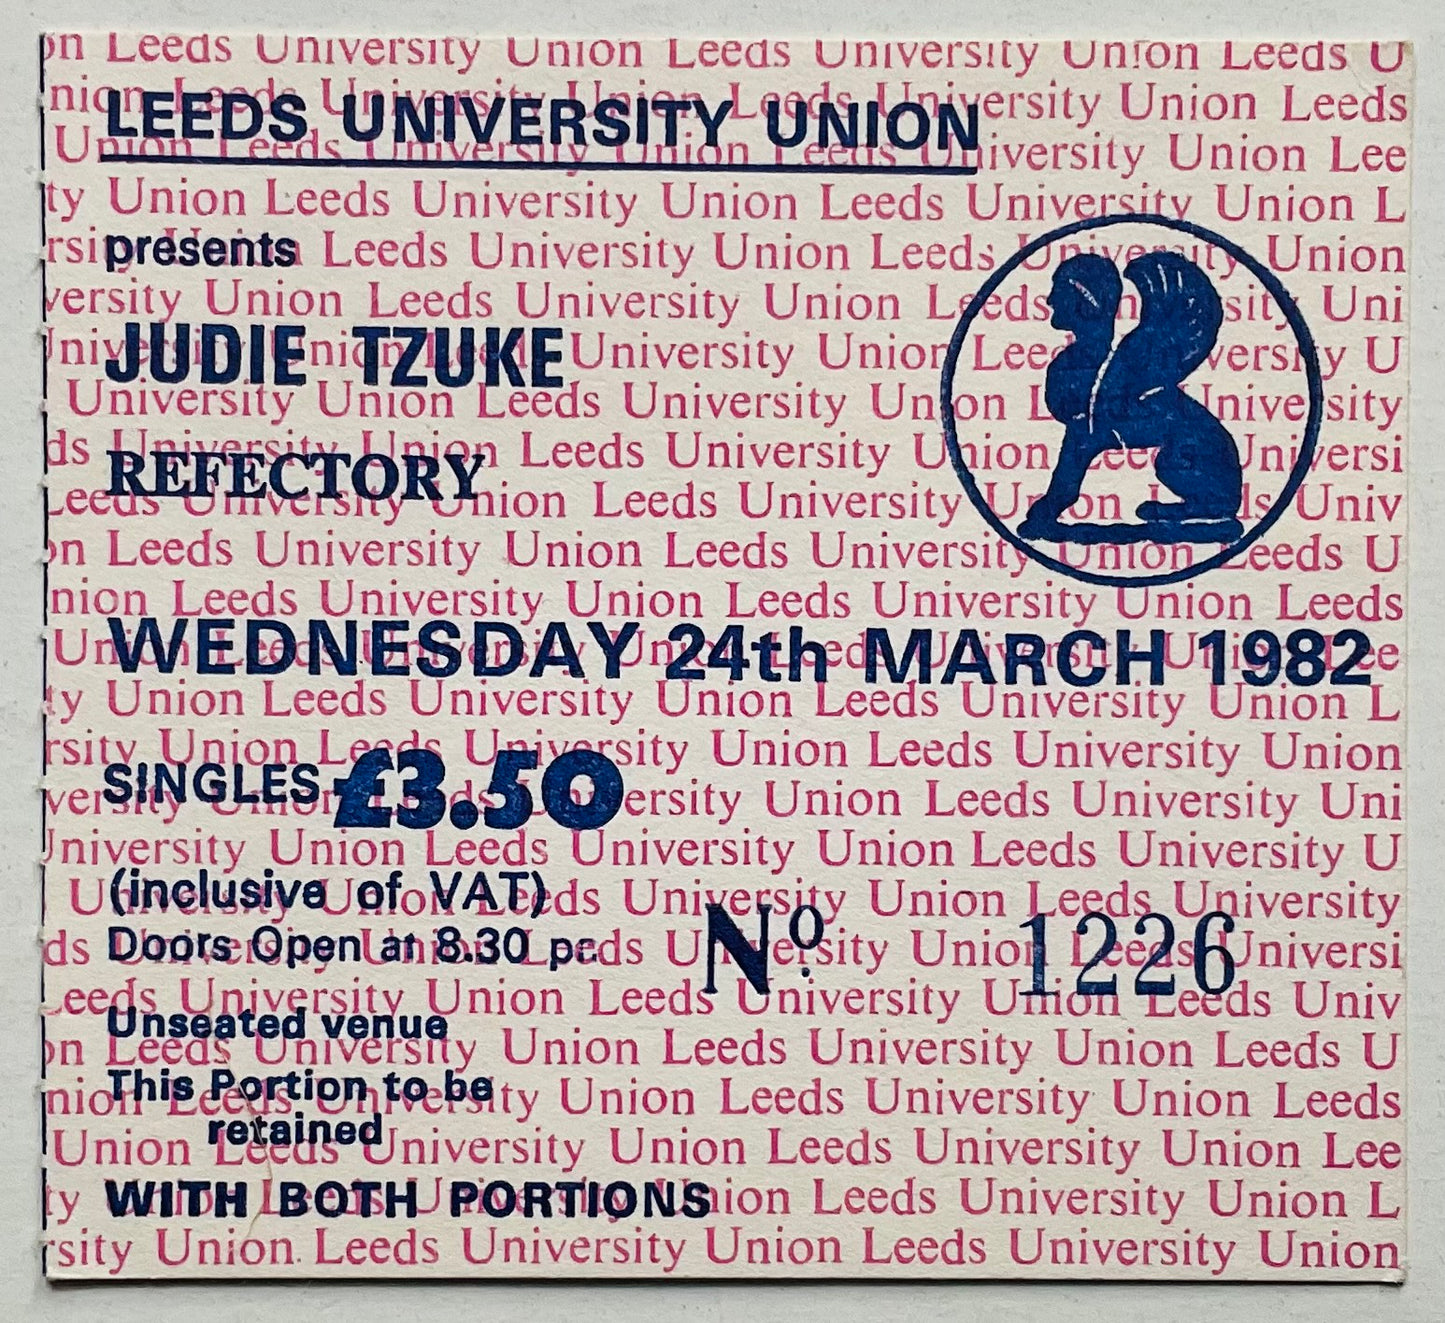 LEEDS UNIVERSITY UNION
presents
JUDIE TZUKE
REFECTORY
WEDNESDAY 24th MARCH 1982
SINGLES £3.50
(inclusive of VAT)
Doors Open at 8.30
Nº 1226
Unseated venue
This Portion to be
retained
WITH BOTH PORTIONS